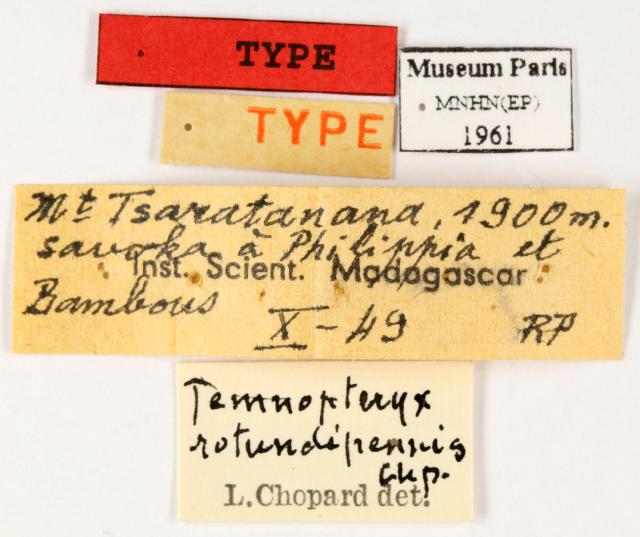 TYPE
TYPE
Museum Paris
MNHN(EP)
1961
Mt Tsaratanana, 1900 m.
savoka à Philippia et
Inst. Scient. Madagascar
Bambous
X-49 RP
Temnopteryx
rotundipennis
Chp.
L. Chopard det.